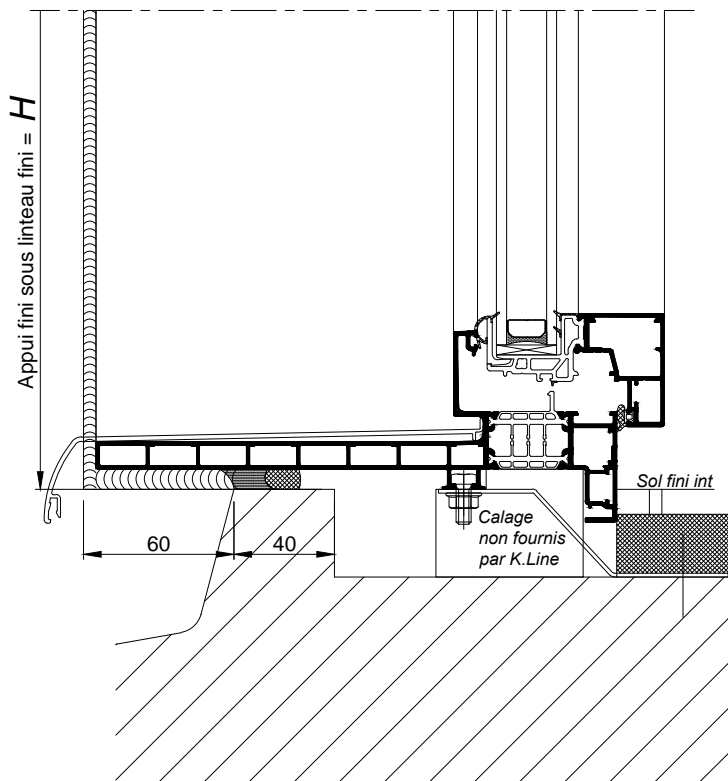 Appui fini sous linteau fini = H
Sol fini int
Calage
non fournis
par K.Line
60
40